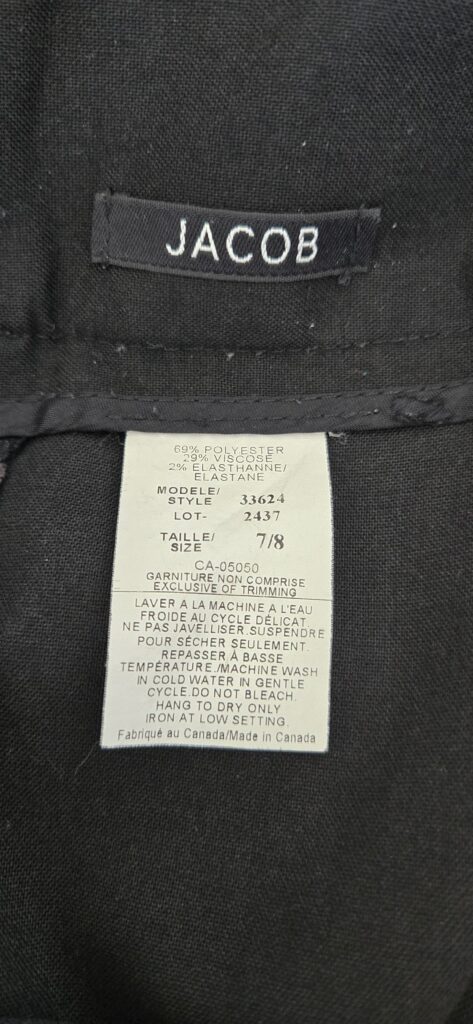 JACOB
69% POLYESTER
29% VISCOSE
2% ELASTHANNE/
ELASTANE
MODELE/
STYLE 33624
LOT- 2437
TAILLE/
SIZE 7/8
CA-05050
GARNITURE NON COMPRISE
EXCLUSIVE OF TRIMMING
LAVER A LA MACHINE A L'EAU
FROIDE AU CYCLE DÉLICAT.
NE PAS JAVELLISER.SUSPENDRE
POUR SÉCHER SEULEMENT.
REPASSER À BASSE
TEMPÉRATURE./MACHINE WASH
IN COLD WATER IN GENTLE
CYCLE.DO NOT BLEACH.
HANG TO DRY ONLY
IRON AT LOW SETTING.
Fabriqué au Canada/Made in Canada